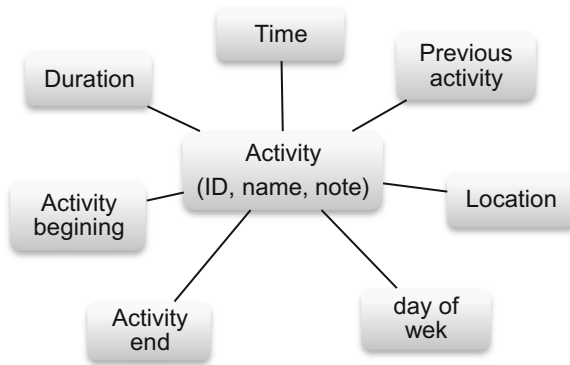 Time
Previous
activity
Duration
Activity
(ID, name, note)
Activity
begining
Location
Activity
end
day of
wek